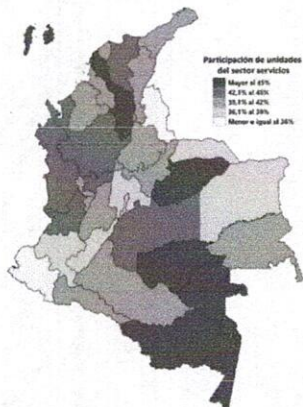 Participación de unidades
del sector servicios
Mayor al 45%
42,1% al 45%
39,1% al 42%
36,1% al 39%
Menor e igual al 36%